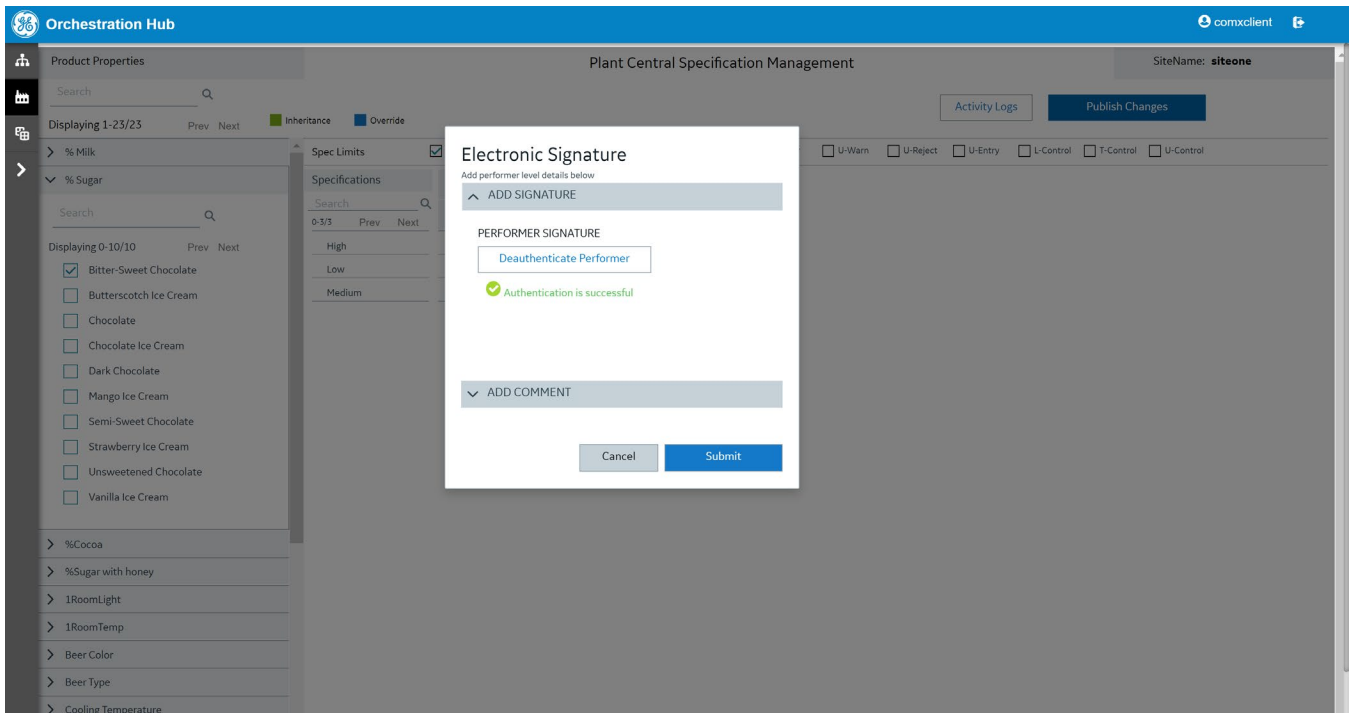 Orchestration Hub
comxclient
Product Properties
Plant Central Specification Management
SiteName: siteone
Search
Activity Logs
Publish Changes
Displaying 1-23/23 Prev Next
Inheritance Override
% Milk
Spec Limits
U-Warn U-Reject U-Entry L-Control T-Control U-Control
% Sugar
Search
Displaying 0-10/10 Prev Next
Bitter-Sweet Chocolate
Butterscotch Ice Cream
Chocolate
Chocolate Ice Cream
Dark Chocolate
Mango Ice Cream
Semi-Sweet Chocolate
Strawberry Ice Cream
Unsweetened Chocolate
Vanilla Ice Cream
%Cocoa
%Sugar with honey
1RoomLight
1RoomTemp
Beer Color
Beer Type
Cooling Temperature
Specifications
Search
0-3/3 Prev Next
High
Low
Medium
Electronic Signature
Add performer level details below
ADD SIGNATURE
PERFORMER SIGNATURE
Deauthenticate Performer
Authentication is successful
ADD COMMENT
Cancel Submit